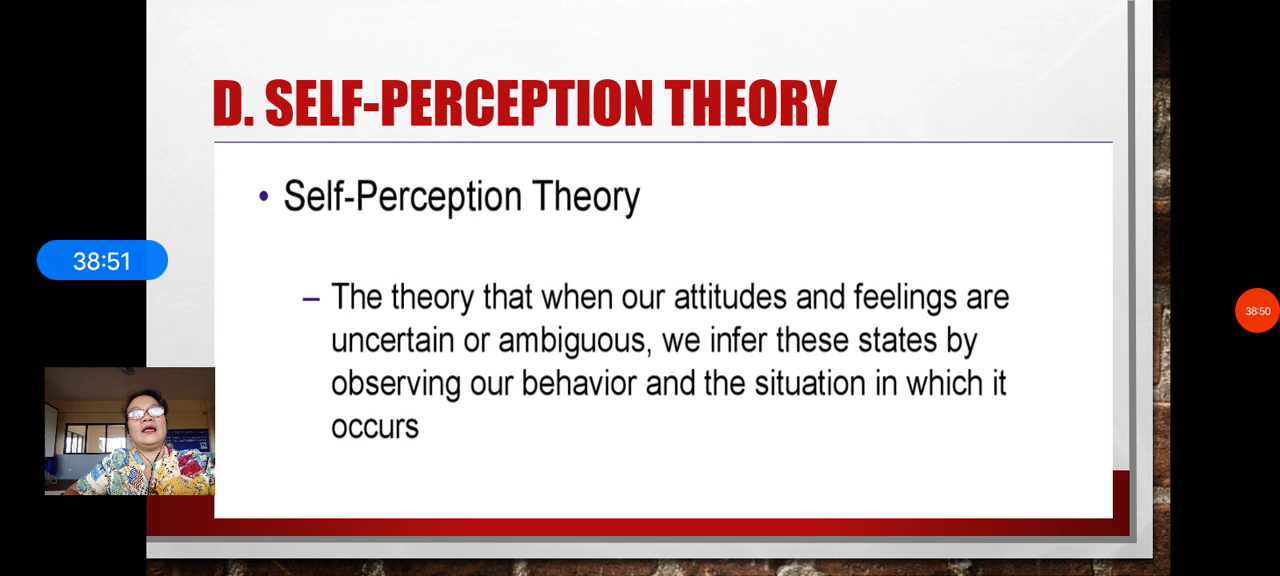 D. SELF-PERCEPTION THEORY
• Self-Perception Theory
– The theory that when our attitudes and feelings are
uncertain or ambiguous, we infer these states by
observing our behavior and the situation in which it
occurs
38:51
38:50